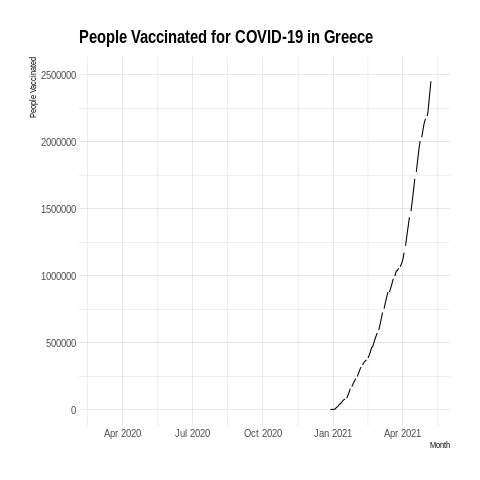 People Vaccinated for COVID-19 in Greece
People Vaccinated
2500000
2000000
1500000
1000000
500000
0
Apr 2020 Jul 2020 Oct 2020 Jan 2021 Apr 2021
Month